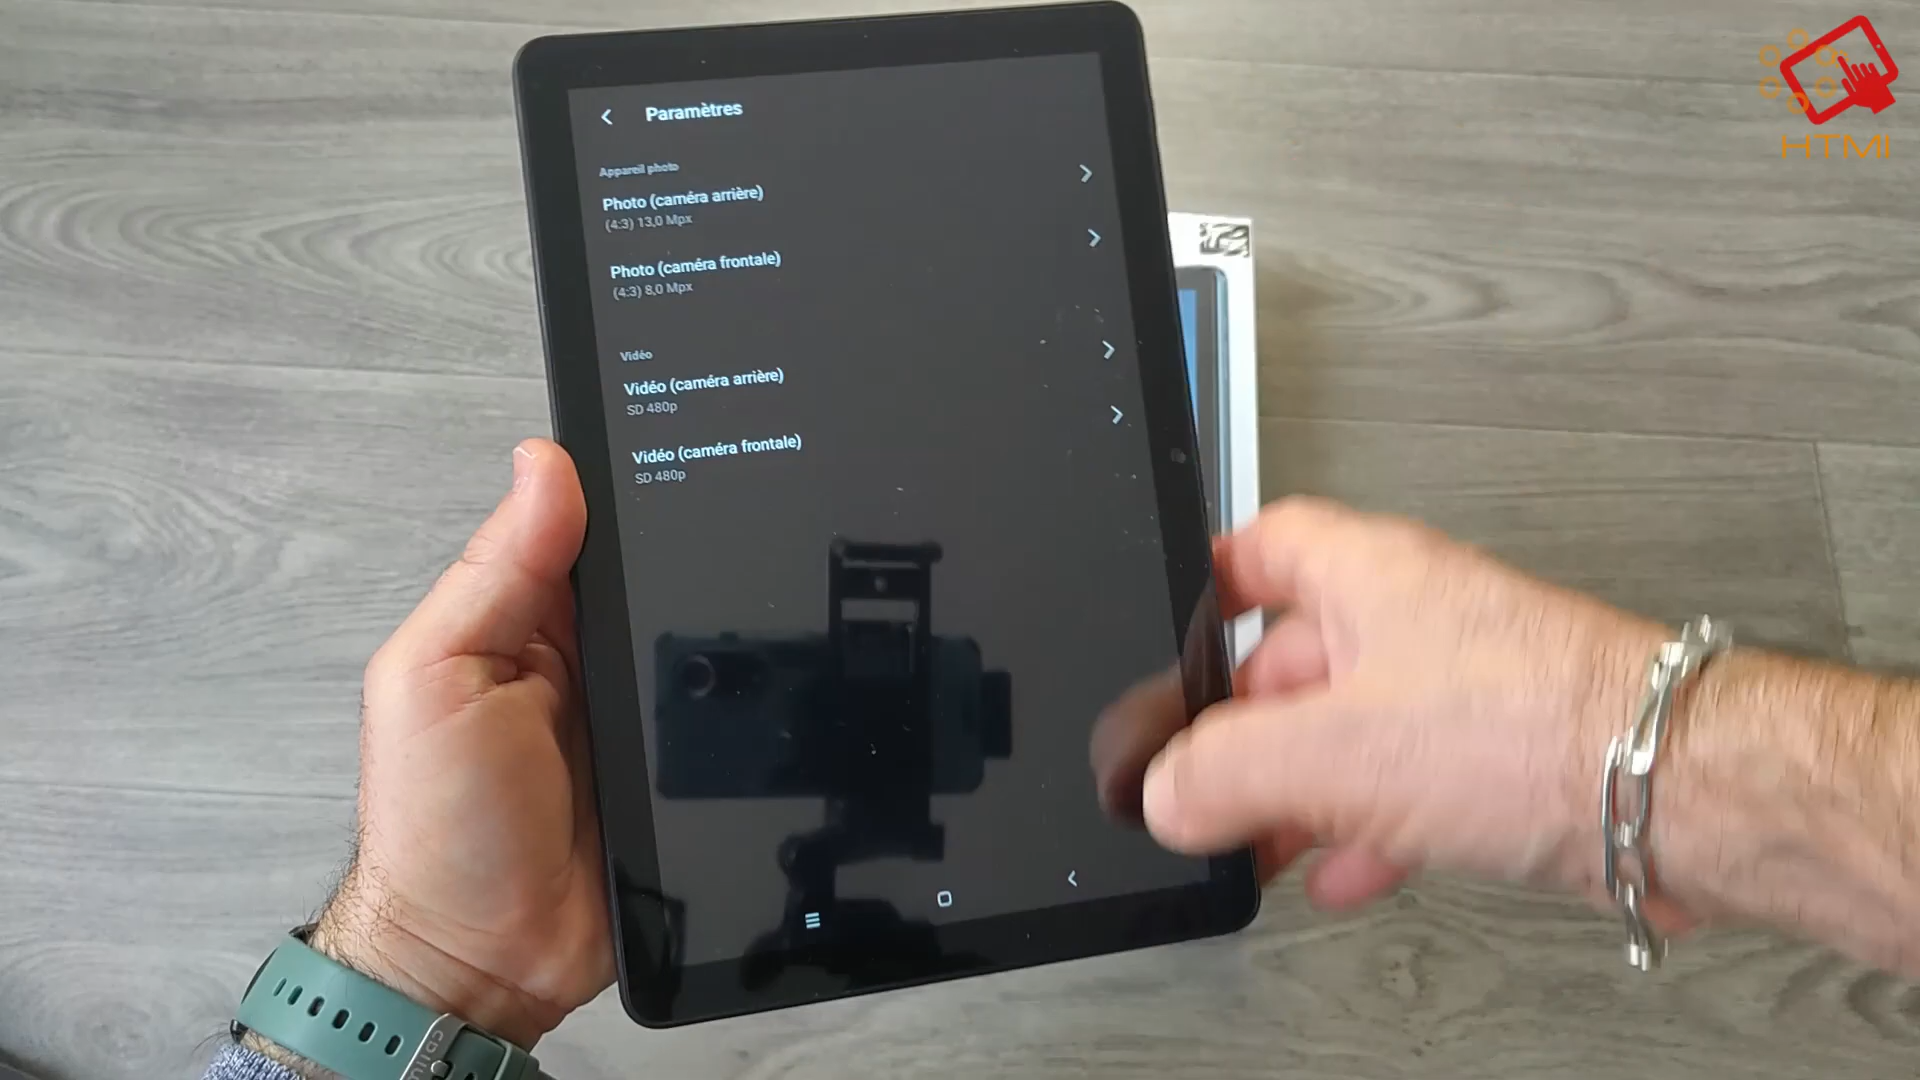 Paramètres
Appareil photo
Photo (caméra arrière)
(4:3) 13,0 Mpx
Photo (caméra frontale)
(4:3) 8,0 Mpx
Vidéo
Vidéo (caméra arrière)
SD 480p
Vidéo (caméra frontale)
SD 480p
HTMI